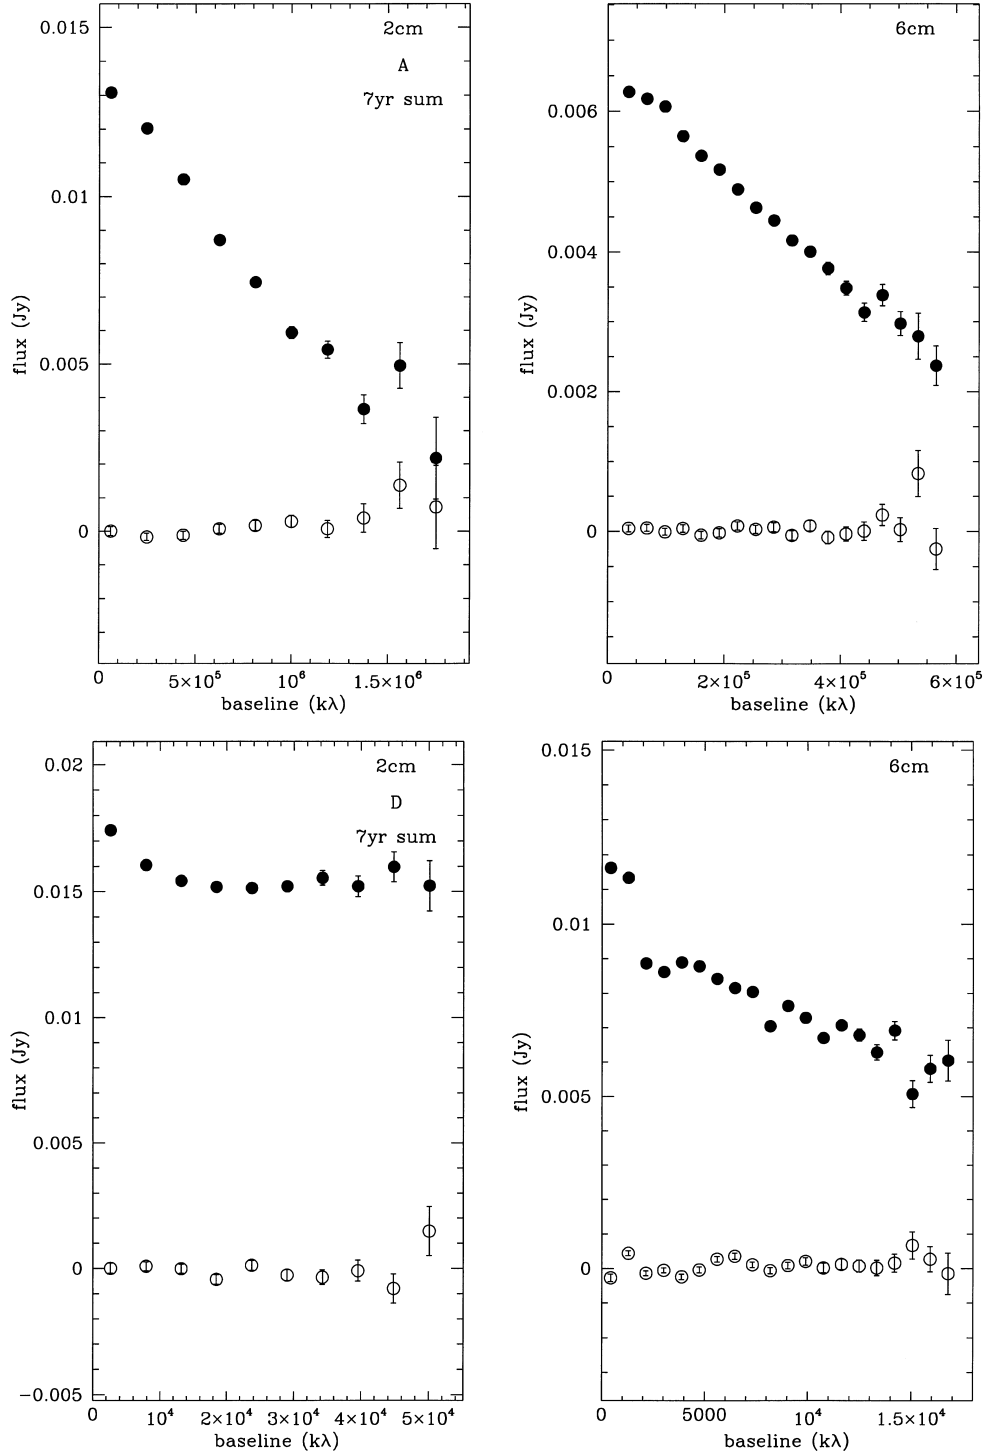 2cm
A
7yr sum
0.015
0.01
0.005
0
flux (Jy)
0
5×10⁵
10⁶
1.5×10⁶
baseline (kλ)
6cm
0.006
0.004
0.002
0
flux (Jy)
0
2×10⁵
4×10⁵
6×10⁵
baseline (kλ)
2cm
D
7yr sum
0.02
0.015
0.01
0.005
0
−0.005
flux (Jy)
0
10⁴
2×10⁴
3×10⁴
4×10⁴
5×10⁴
baseline (kλ)
6cm
0.015
0.01
0.005
0
flux (Jy)
0
5000
10⁴
1.5×10⁴
baseline (kλ)